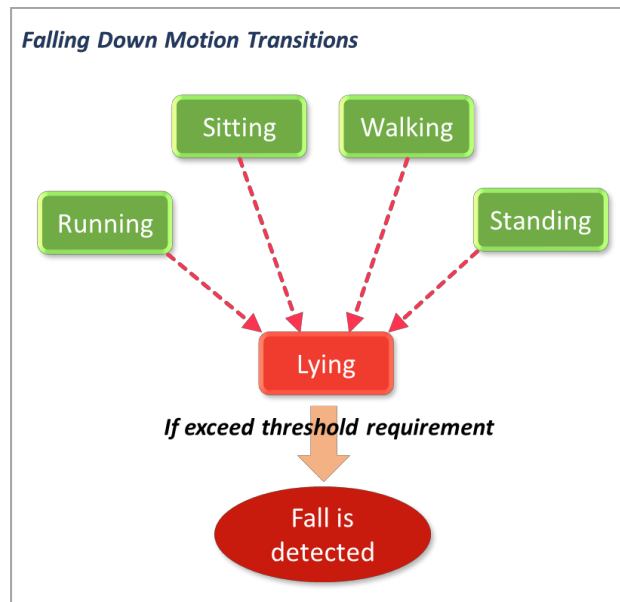 Falling Down Motion Transitions
Sitting
Walking
Running
Standing
Lying
If exceed threshold requirement
Fall is
detected